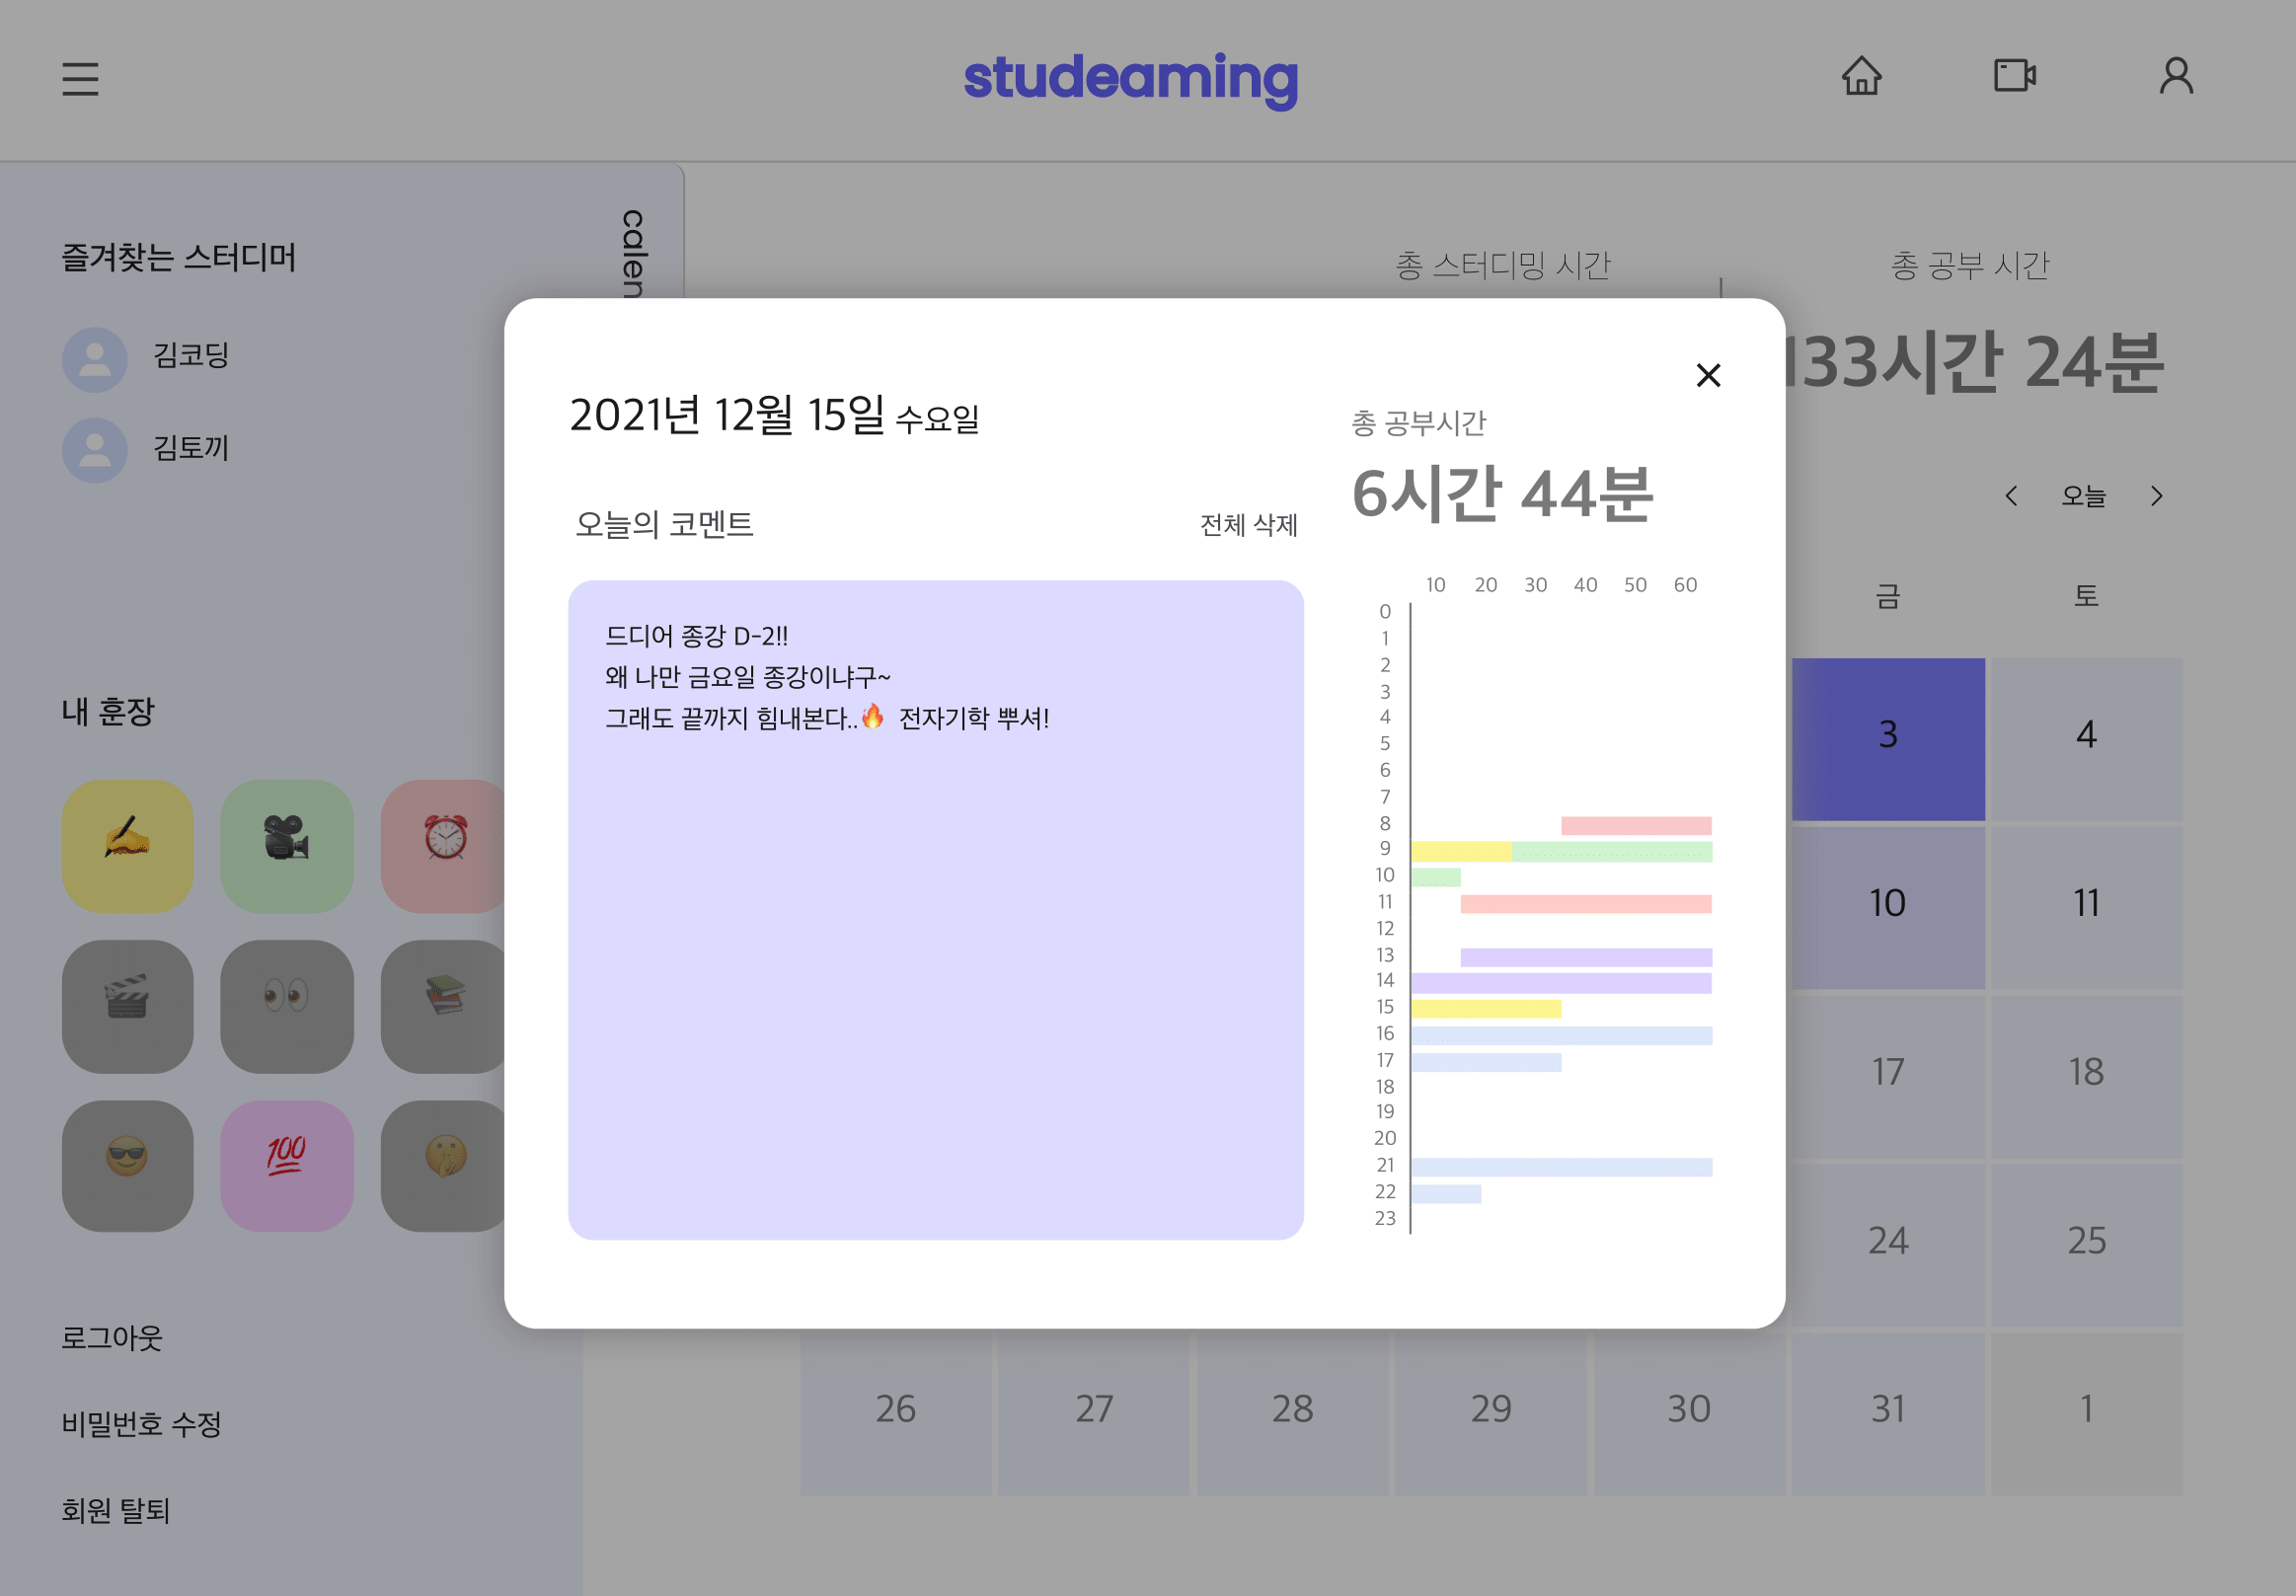 studeaming
즐겨찾는 스터디머
김코딩
김토끼
내 훈장
💯
로그아웃
비밀번호 수정
회원 탈퇴
calen
총 스터디밍 시간
총 공부 시간
133시간 24분
오늘
금
토
3
4
10
11
17
18
24
25
26
27
28
29
30
31
1
2021년 12월 15일 수요일
오늘의 코멘트
전체 삭제
드디어 종강 D-2!!
왜 나만 금요일 종강이냐구~
그래도 끝까지 힘내본다..🔥 전자기학 뿌셔!
총 공부시간
6시간 44분
10 20 30 40 50 60
0
1
2
3
4
5
6
7
8
9
10
11
12
13
14
15
16
17
18
19
20
21
22
23